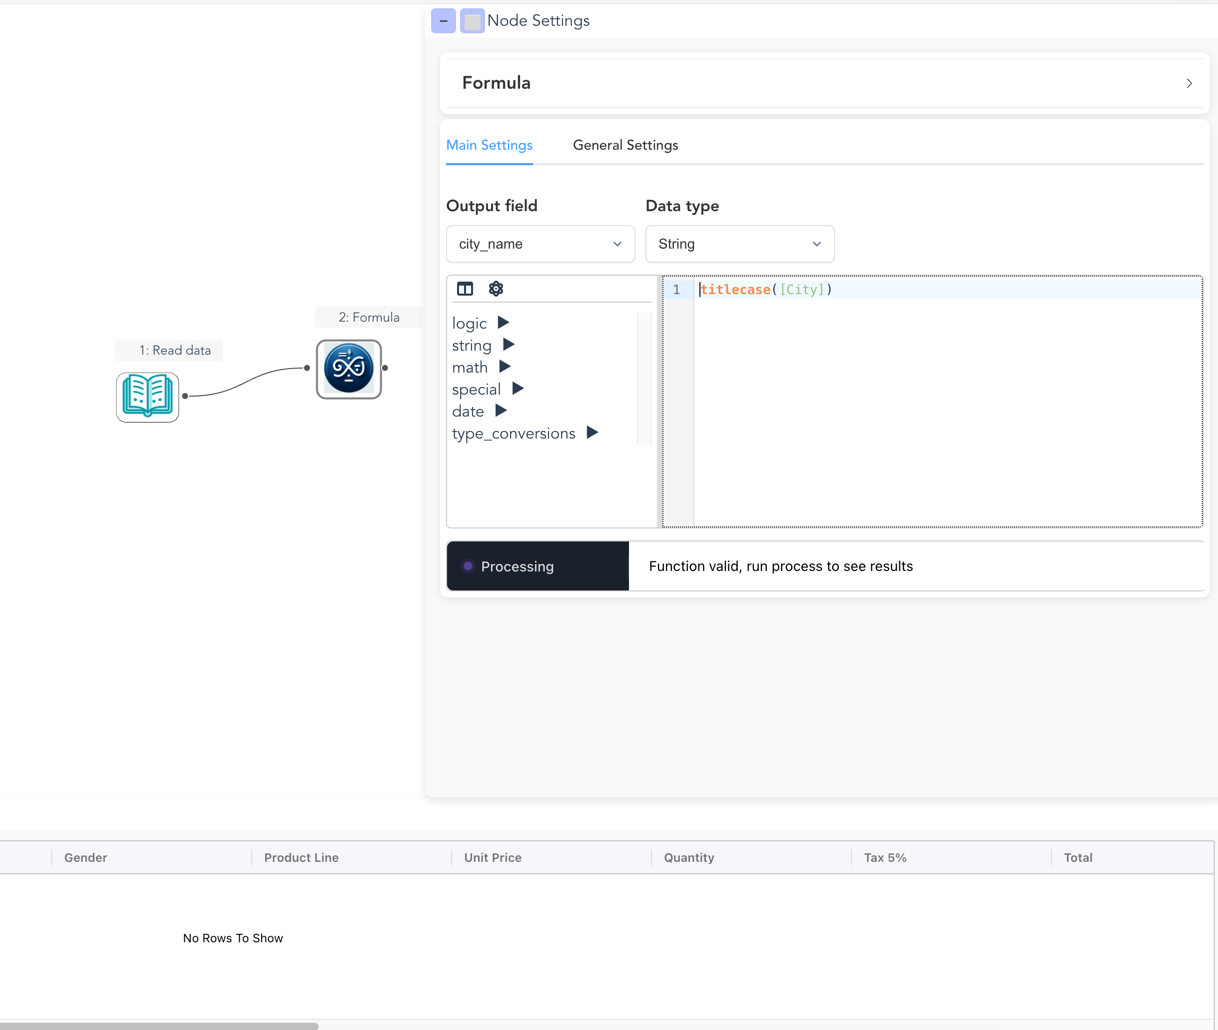 Node Settings
Formula
Main Settings General Settings
Output field Data type
city_name String
1 titlecase([City])
logic
string
math
special
date
type_conversions
Processing Function valid, run process to see results
2: Formula
1: Read data
Gender Product Line Unit Price Quantity Tax 5% Total
No Rows To Show